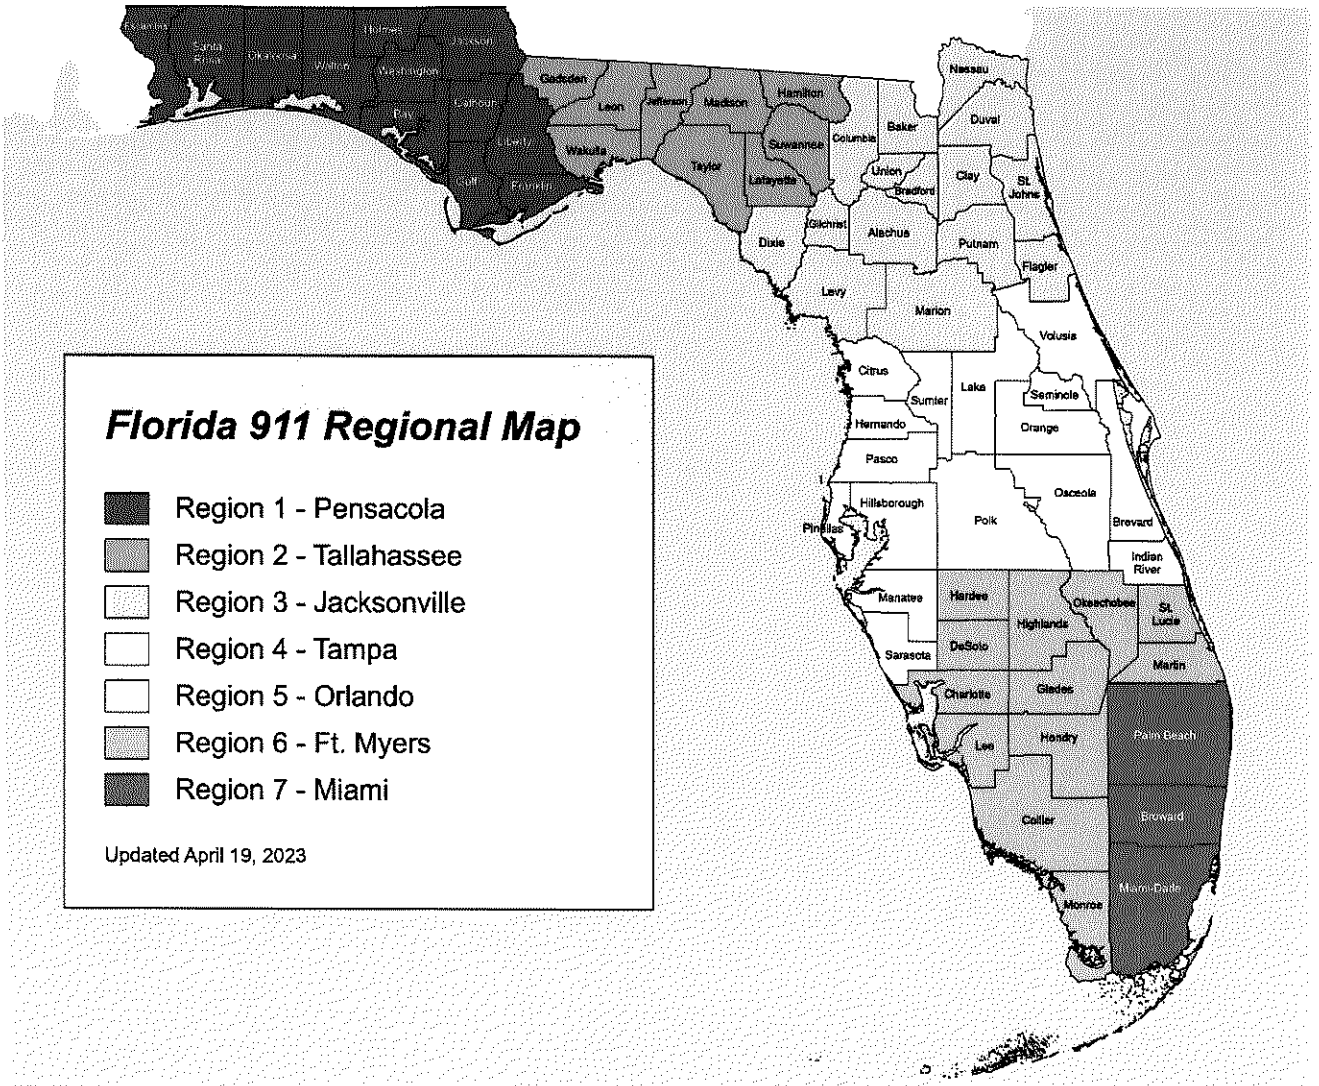 Escambia
Santa
Rosa
Okaloosa
Walton
Holmes
Washington
Jackson
Bay
Calhoun
Gulf
Liberty
Franklin
Gadsden
Leon
Wakulla
Jefferson
Madison
Taylor
Hamilton
Suwannee
Lafayette
Columbia
Baker
Nassau
Duval
Union
Bradford
Clay
St.
Johns
Gilchrist
Alachua
Putnam
Flagler
Dixie
Levy
Marion
Volusia
Citrus
Sumter
Lake
Seminole
Orange
Hernando
Pasco
Pinellas
Hillsborough
Polk
Osceola
Brevard
Indian
River
Manatee
Hardee
Highlands
Okeechobee
St.
Lucie
Sarasota
DeSoto
Martin
Charlotte
Glades
Lee
Hendry
Palm Beach
Collier
Broward
Monroe
Miami-Dade
Florida 911 Regional Map
Region 1 - Pensacola
Region 2 - Tallahassee
Region 3 - Jacksonville
Region 4 - Tampa
Region 5 - Orlando
Region 6 - Ft. Myers
Region 7 - Miami
Updated April 19, 2023